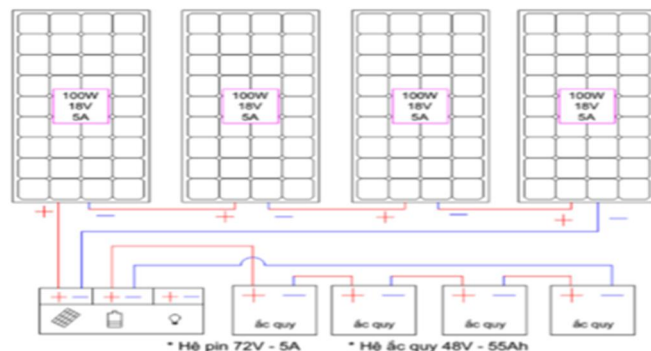 100W
18V
5A
100W
18V
5A
100W
18V
5A
100W
18V
5A
+ − + − + − + −
+ − + − + − + − + − + − + −
ắc quy ắc quy ắc quy ắc quy
* Hệ pin 72V - 5A * Hệ ắc quy 48V - 55Ah